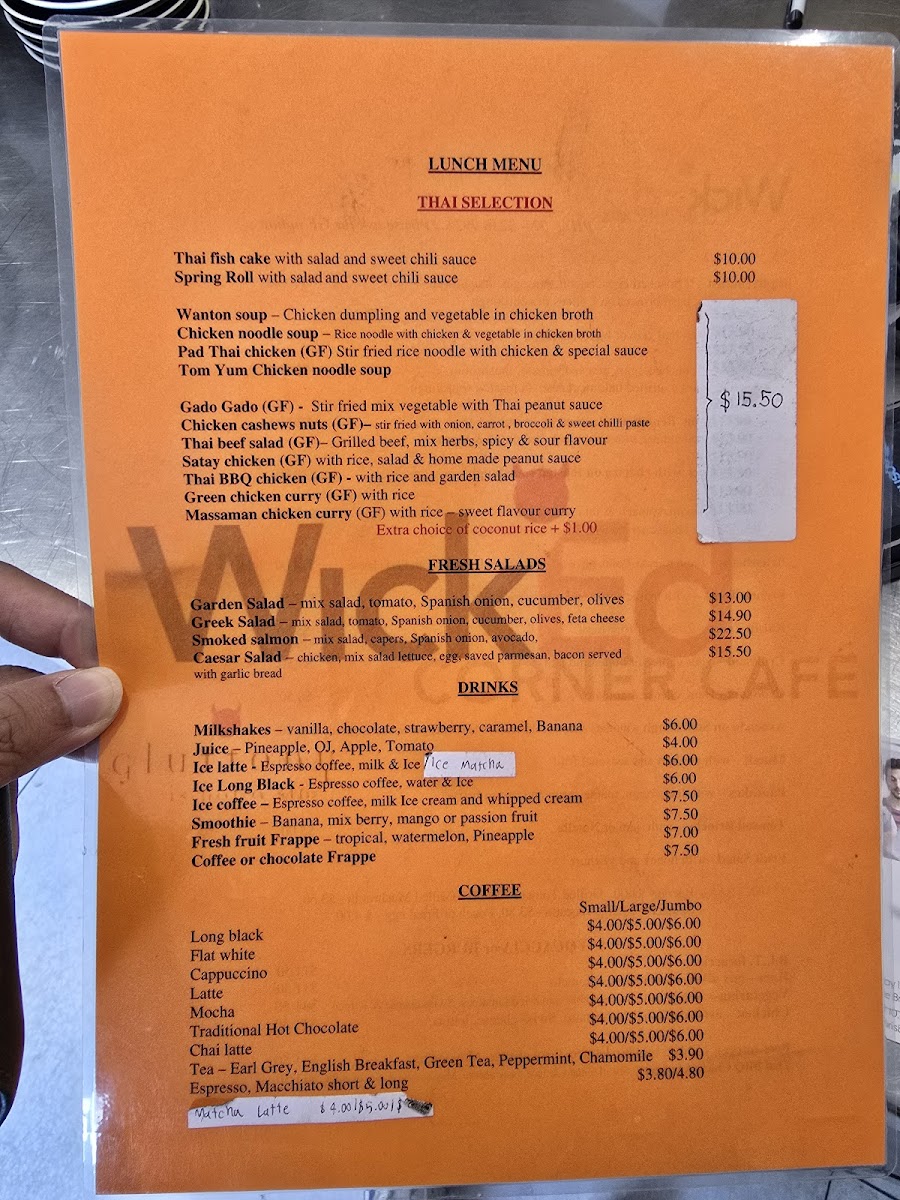 LUNCH MENU
THAI SELECTION
Thai fish cake with salad and sweet chili sauce $10.00
Spring Roll with salad and sweet chili sauce $10.00
Wanton soup – Chicken dumpling and vegetable in chicken broth
Chicken noodle soup – Rice noodle with chicken & vegetable in chicken broth
Pad Thai chicken (GF) Stir fried rice noodle with chicken & special sauce
Tom Yum Chicken noodle soup
$15.50
Gado Gado (GF) - Stir fried mix vegetable with Thai peanut sauce
Chicken cashews nuts (GF)– stir fried with onion, carrot , broccoli & sweet chilli paste
Thai beef salad (GF)– Grilled beef, mix herbs, spicy & sour flavour
Satay chicken (GF) with rice, salad & home made peanut sauce
Thai BBQ chicken (GF) - with rice and garden salad
Green chicken curry (GF) with rice
Massaman chicken curry (GF) with rice – sweet flavour curry
Extra choice of coconut rice + $1.00
WickEd
CORNER CAFÉ
FRESH SALADS
Garden Salad – mix salad, tomato, Spanish onion, cucumber, olives $13.00
Greek Salad – mix salad, tomato, Spanish onion, cucumber, olives, feta cheese $14.90
Smoked salmon – mix salad, capers, Spanish onion, avocado, $22.50
Caesar Salad – chicken, mix salad lettuce, egg, saved parmesan, bacon served $15.50
with garlic bread
DRINKS
Milkshakes – vanilla, chocolate, strawberry, caramel, Banana $6.00
Juice – Pineapple, OJ, Apple, Tomato $4.00
Ice latte - Espresso coffee, milk & Ice /Ice Matcha $6.00
Ice Long Black - Espresso coffee, water & Ice $6.00
Ice coffee – Espresso coffee, milk Ice cream and whipped cream $7.50
Smoothie – Banana, mix berry, mango or passion fruit $7.50
Fresh fruit Frappe – tropical, watermelon, Pineapple $7.00
Coffee or chocolate Frappe $7.50
COFFEE
Small/Large/Jumbo
Long black $4.00/$5.00/$6.00
Flat white $4.00/$5.00/$6.00
Cappuccino $4.00/$5.00/$6.00
Latte $4.00/$5.00/$6.00
Mocha $4.00/$5.00/$6.00
Traditional Hot Chocolate $4.00/$5.00/$6.00
Chai latte $4.00/$5.00/$6.00
Tea – Earl Grey, English Breakfast, Green Tea, Peppermint, Chamomile $3.90
Espresso, Macchiato short & long $3.80/4.80
Matcha Latte $4.00/$5.00/$